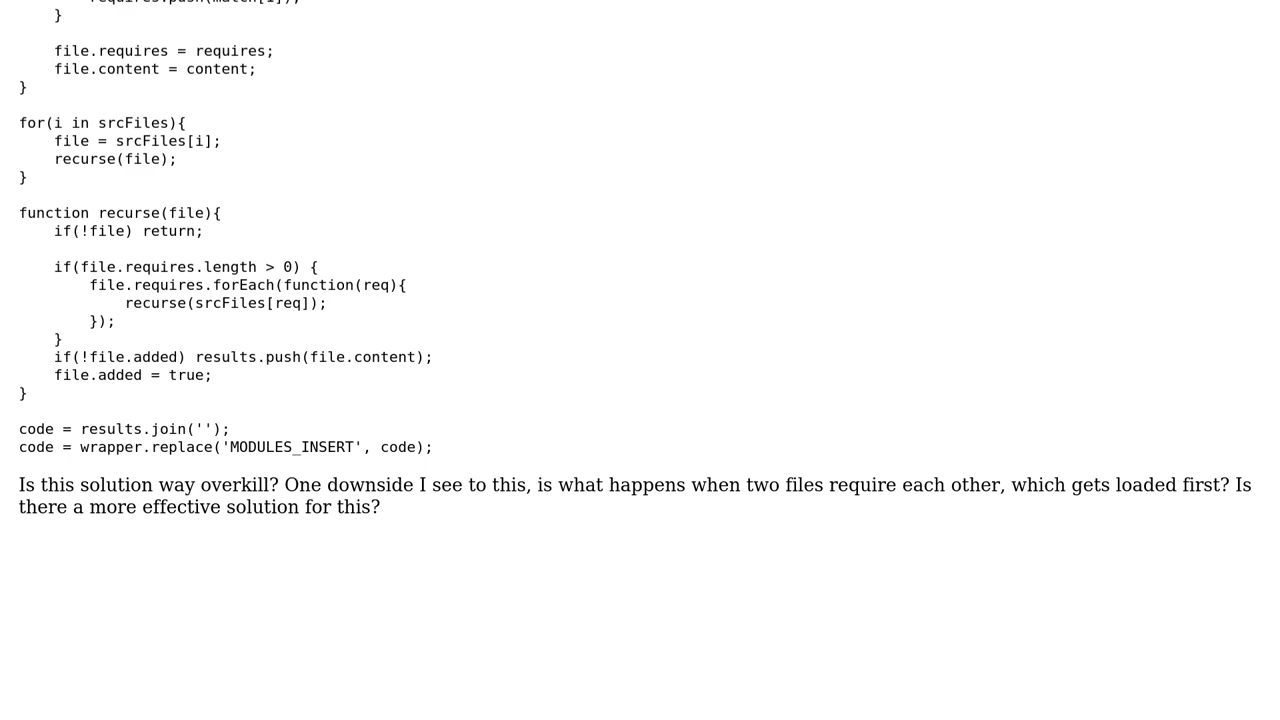 requires.push(match[1]);
    }

    file.requires = requires;
    file.content = content;
}

for(i in srcFiles){
    file = srcFiles[i];
    recurse(file);
}

function recurse(file){
    if(!file) return;

    if(file.requires.length > 0) {
        file.requires.forEach(function(req){
            recurse(srcFiles[req]);
        });
    }
    if(!file.added) results.push(file.content);
    file.added = true;
}

code = results.join('');
code = wrapper.replace('MODULES_INSERT', code);
Is this solution way overkill? One downside I see to this, is what happens when two files require each other, which gets loaded first? Is
there a more effective solution for this?